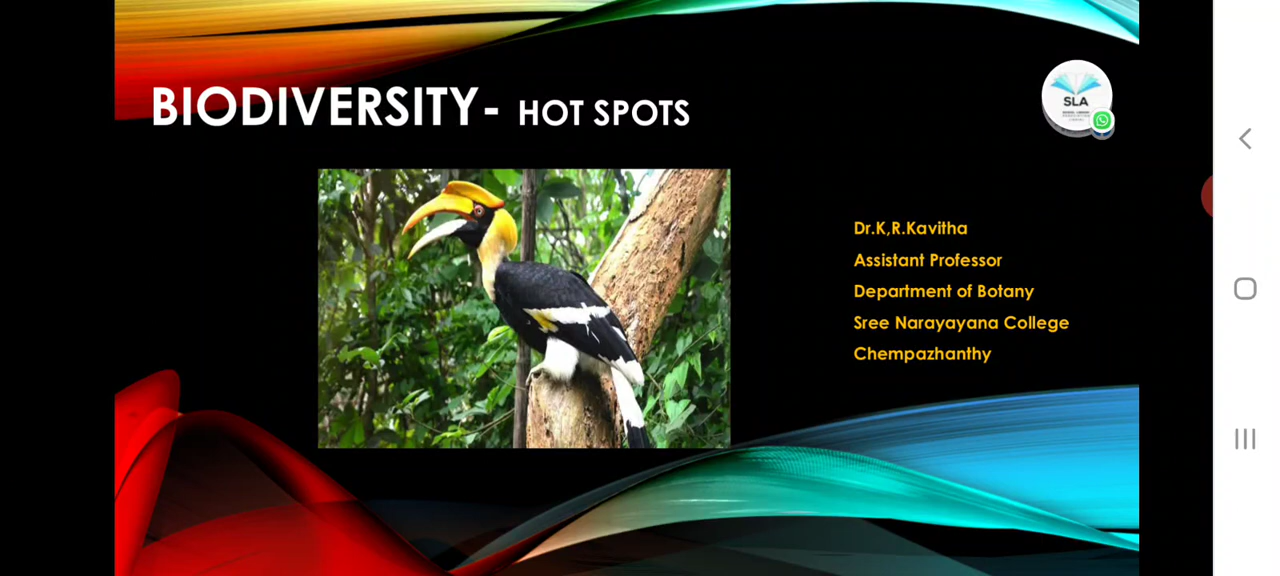 BIODIVERSITY- HOT SPOTS
SLA
Dr.K,R.Kavitha
Assistant Professor
Department of Botany
Sree Narayayana College
Chempazhanthy